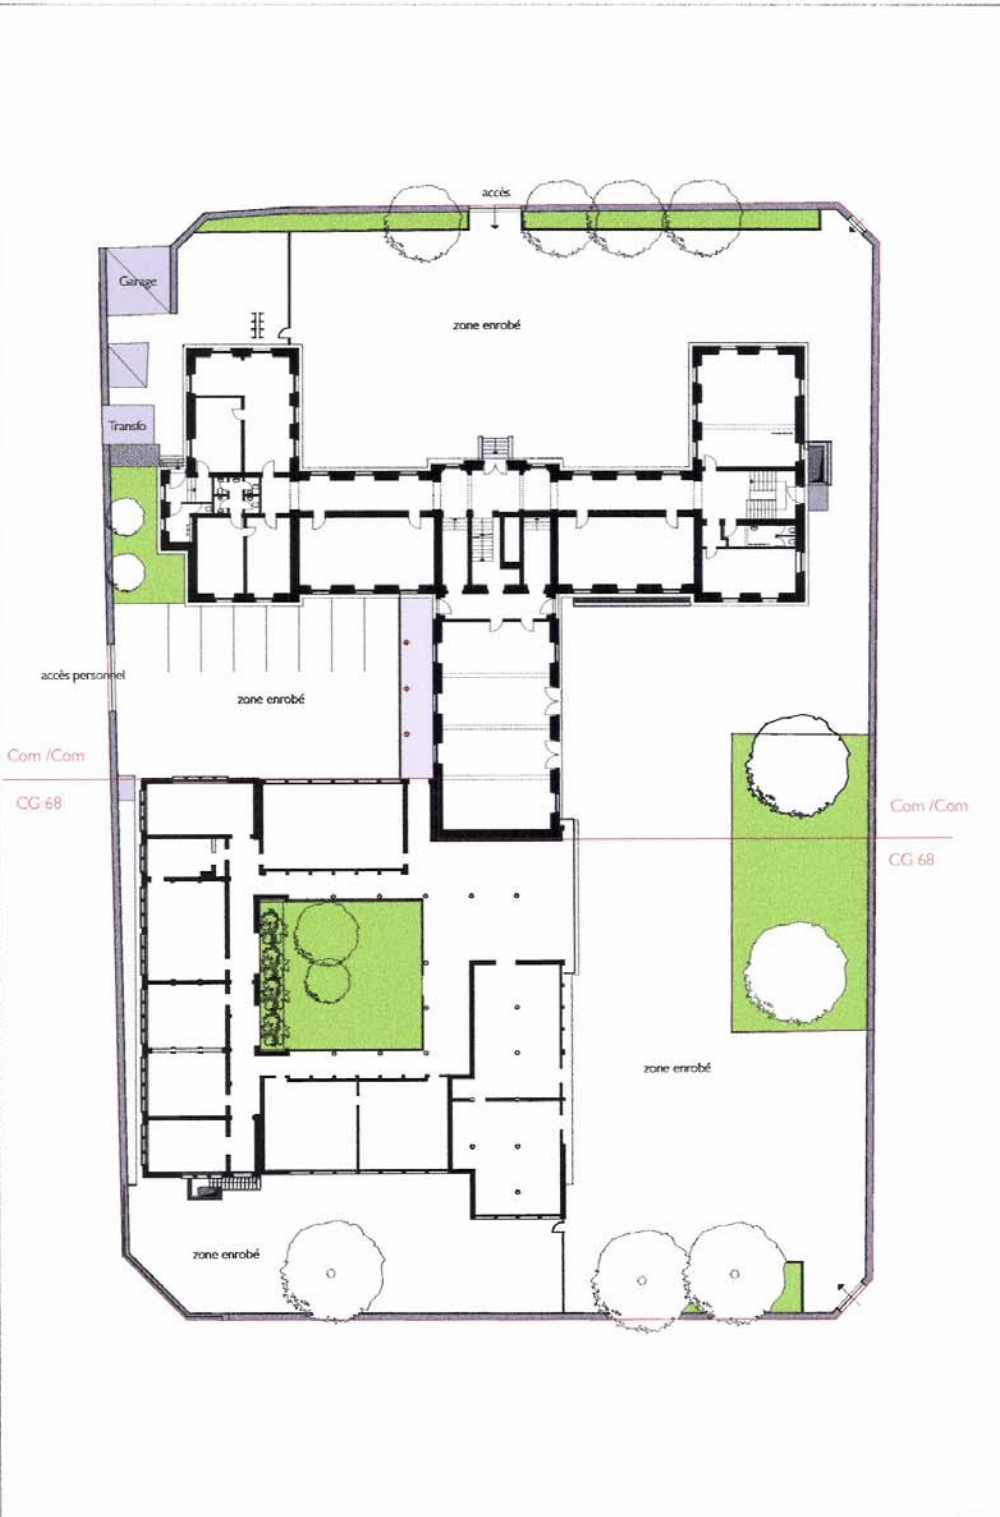 accès
Garage
zone enrobé
Transfo
accès personnel
zone enrobé
Com /Com
CG 68
Com /Com
CG 68
zone enrobé
zone enrobé